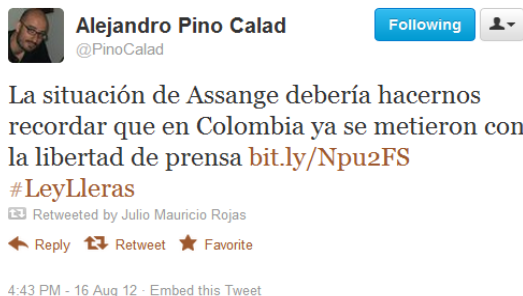 Alejandro Pino Calad
Following
@PinoCalad
La situación de Assange debería hacernos
recordar que en Colombia ya se metieron con
la libertad de prensa bit.ly/Npu2FS
#LeyLleras
Retweeted by Julio Mauricio Rojas
Reply Retweet Favorite
4:43 PM - 16 Aug 12 · Embed this Tweet